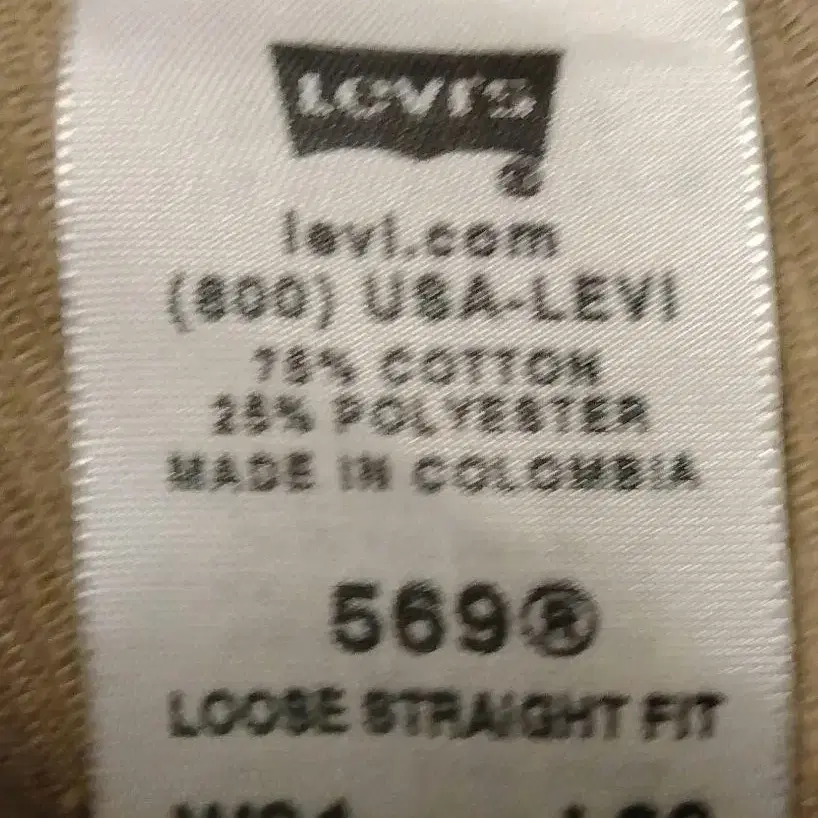 Levi's
®
levi.com
(800) USA-LEVI
75% COTTON
25% POLYESTER
MADE IN COLOMBIA
569®
LOOSE STRAIGHT FIT